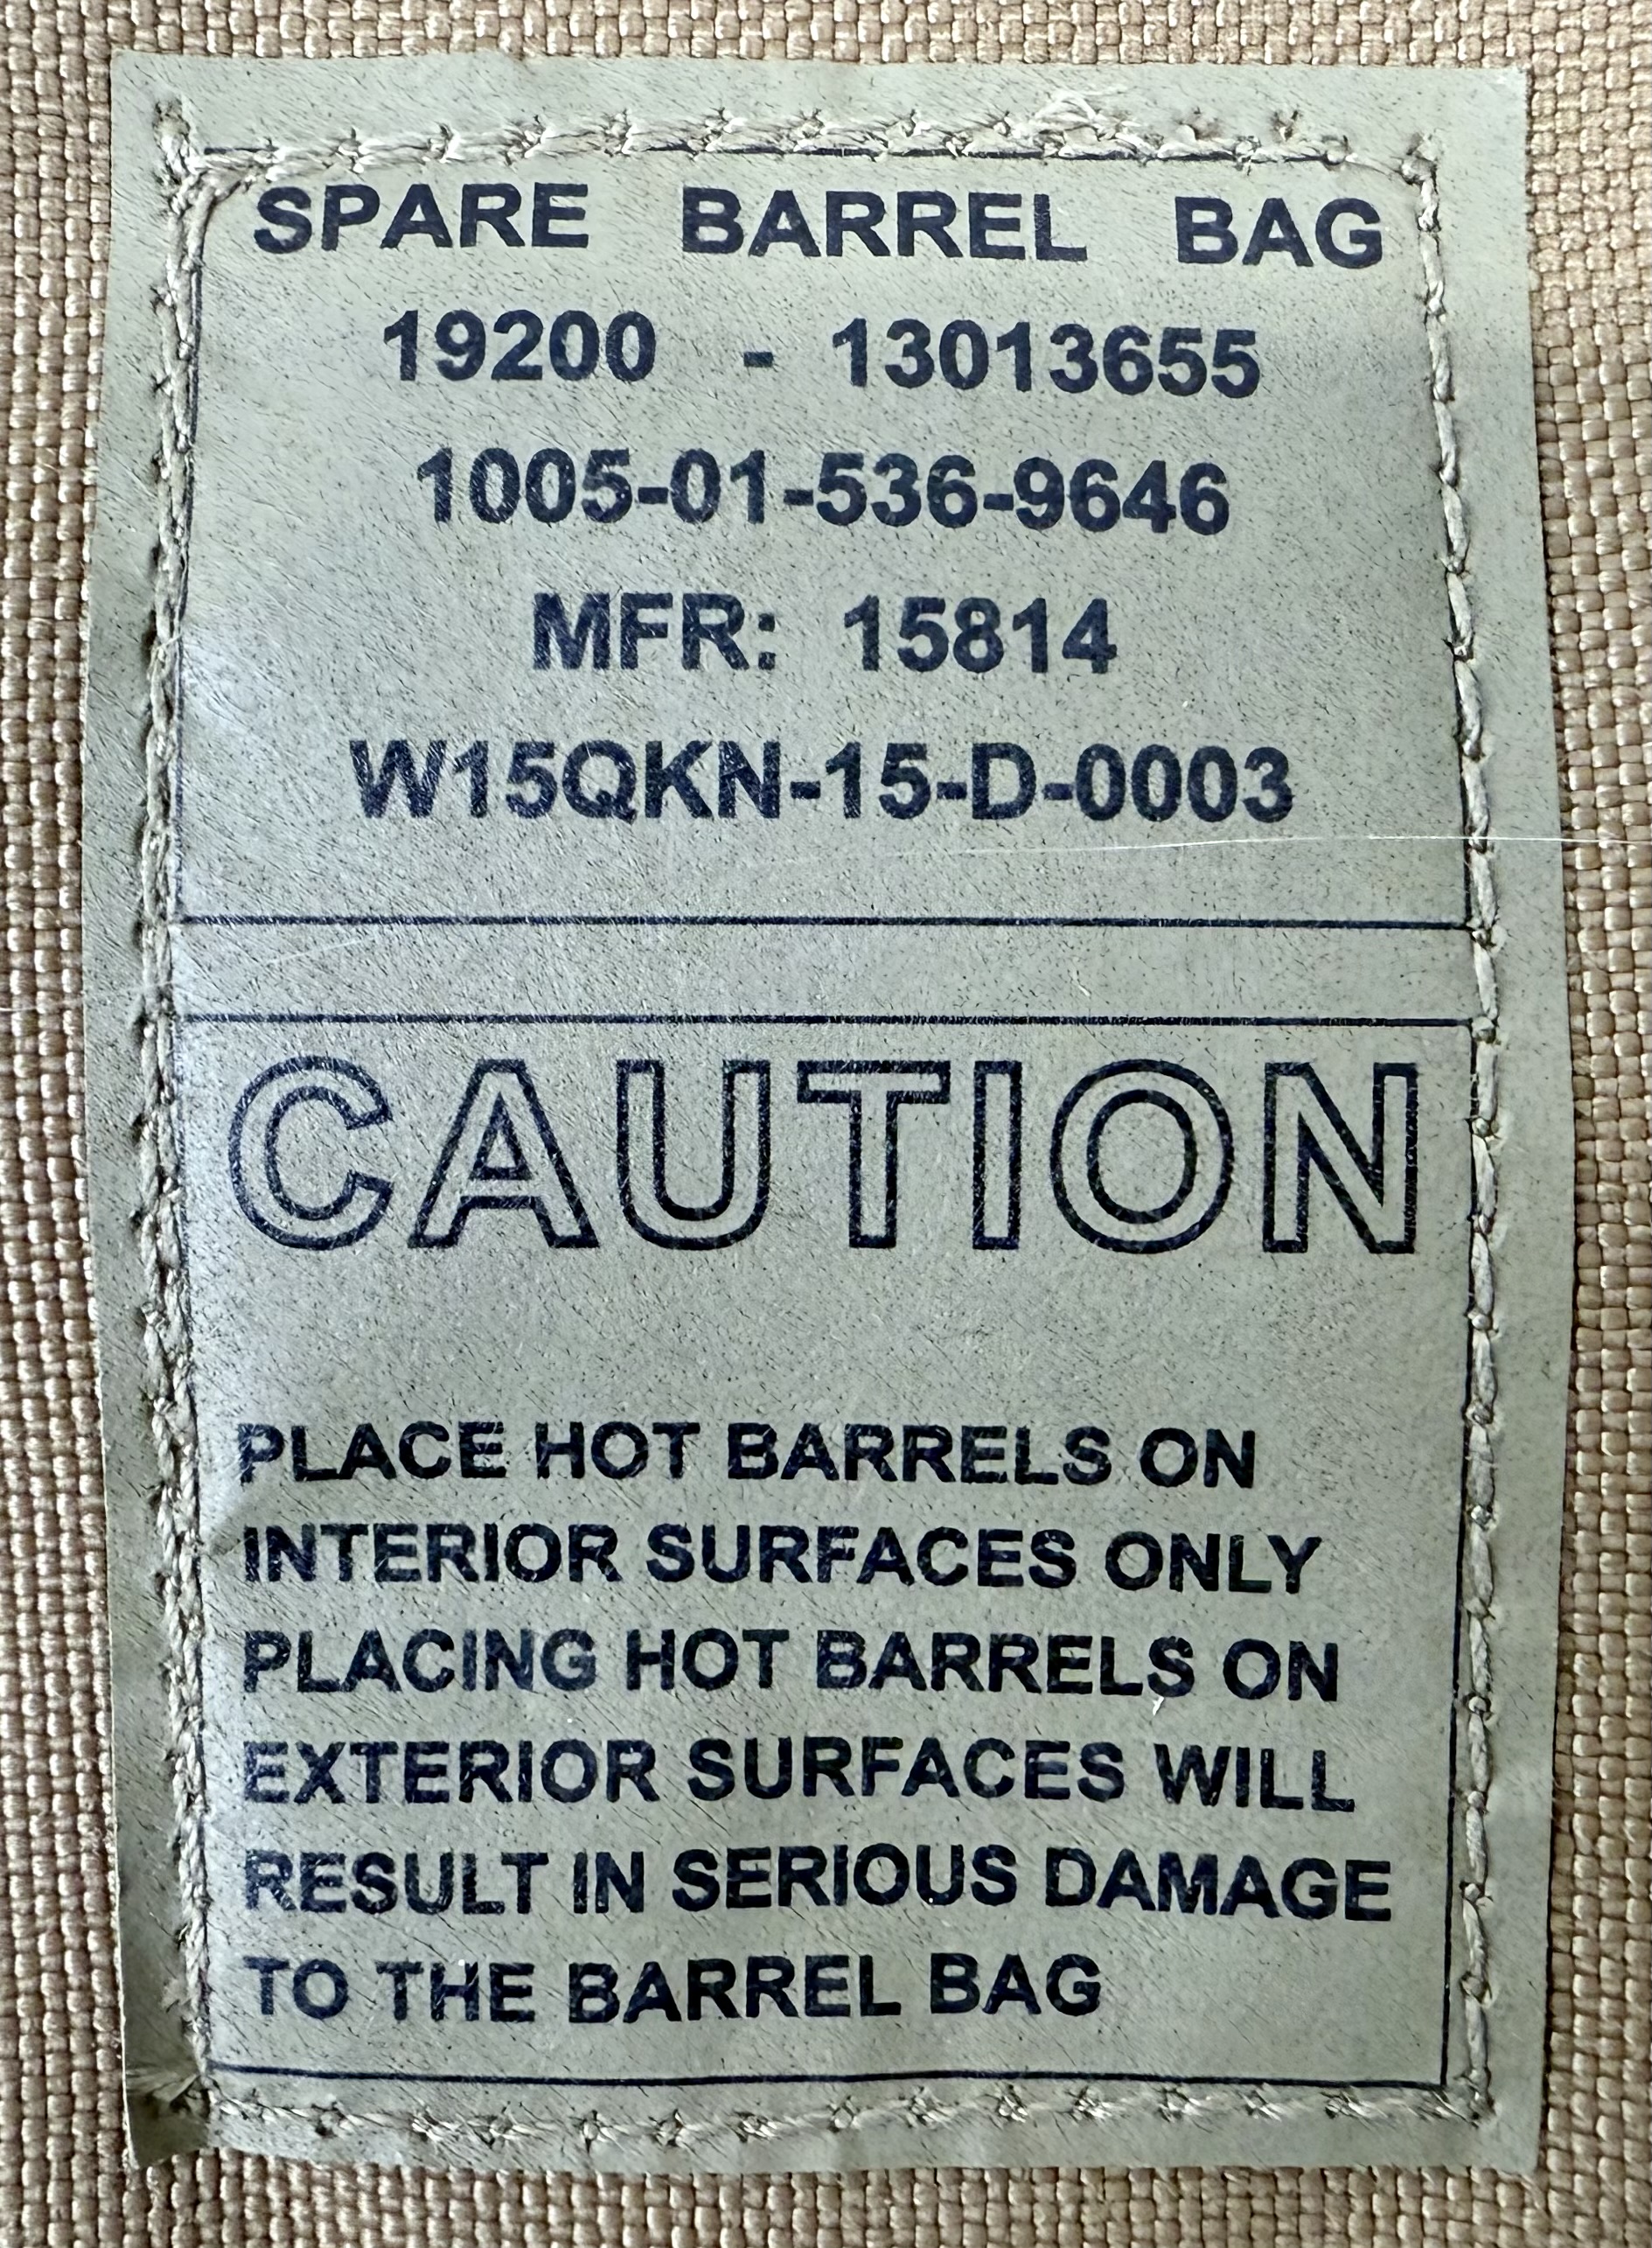 SPARE BARREL BAG
19200 - 13013655
1005-01-536-9646
MFR: 15814
W15QKN-15-D-0003
CAUTION
PLACE HOT BARRELS ON
INTERIOR SURFACES ONLY
PLACING HOT BARRELS ON
EXTERIOR SURFACES WILL
RESULT IN SERIOUS DAMAGE
TO THE BARREL BAG